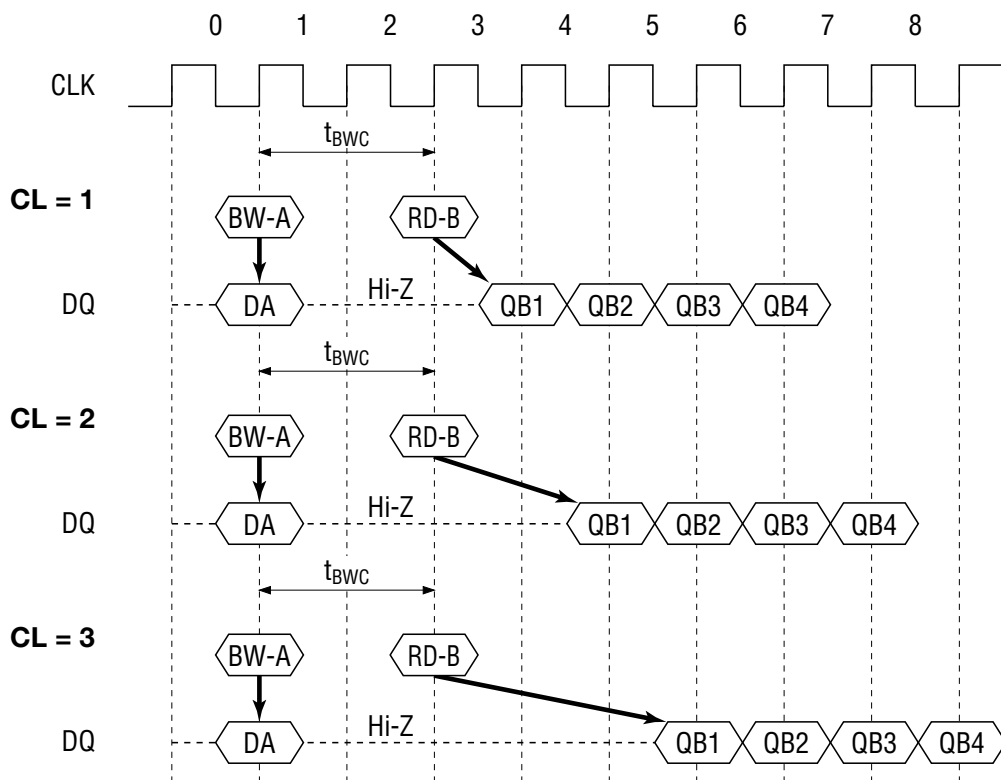 0 1 2 3 4 5 6 7 8
CLK
tBWC
CL = 1
BW-A RD-B
DQ DA Hi-Z QB1 QB2 QB3 QB4
tBWC
CL = 2
BW-A RD-B
DQ DA Hi-Z QB1 QB2 QB3 QB4
tBWC
CL = 3
BW-A RD-B
DQ DA Hi-Z QB1 QB2 QB3 QB4